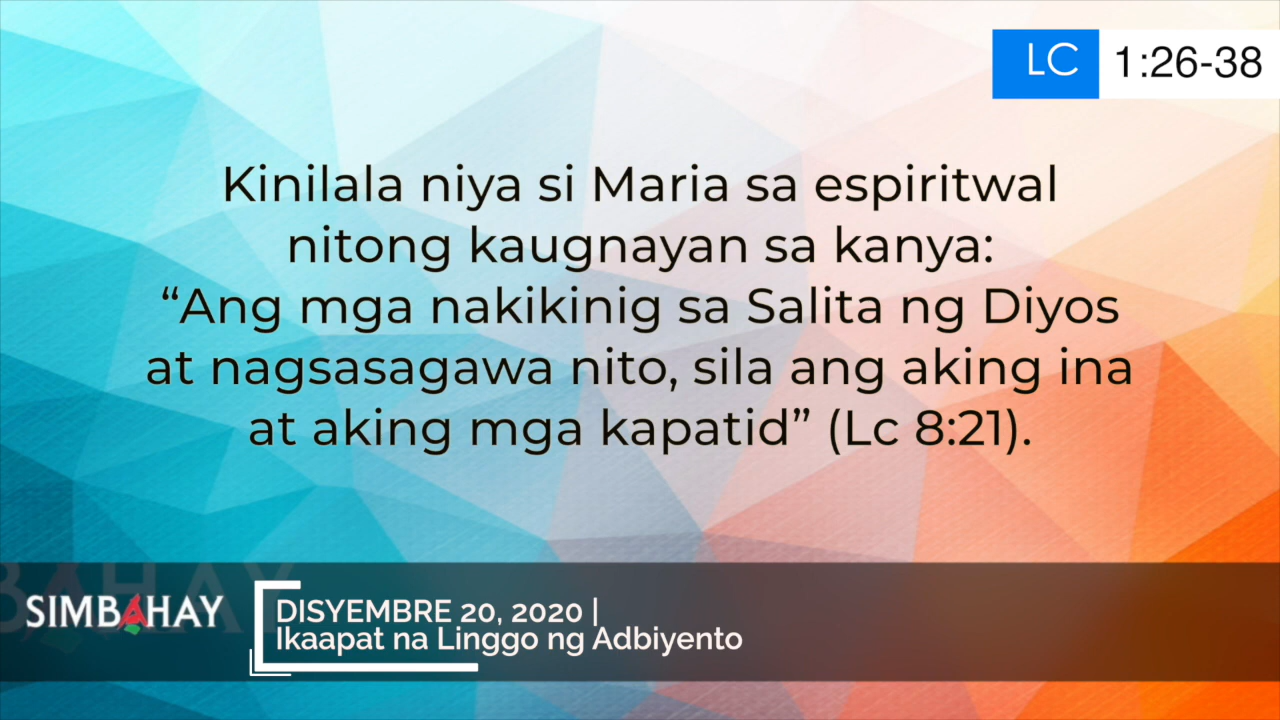 LC 1:26-38
Kinilala niya si Maria sa espiritwal
nitong kaugnayan sa kanya:
“Ang mga nakikinig sa Salita ng Diyos
at nagsasagawa nito, sila ang aking ina
at aking mga kapatid” (Lc 8:21).
SIMBAHAY
DISYEMBRE 20, 2020 |
Ikaapat na Linggo ng Adbiyento